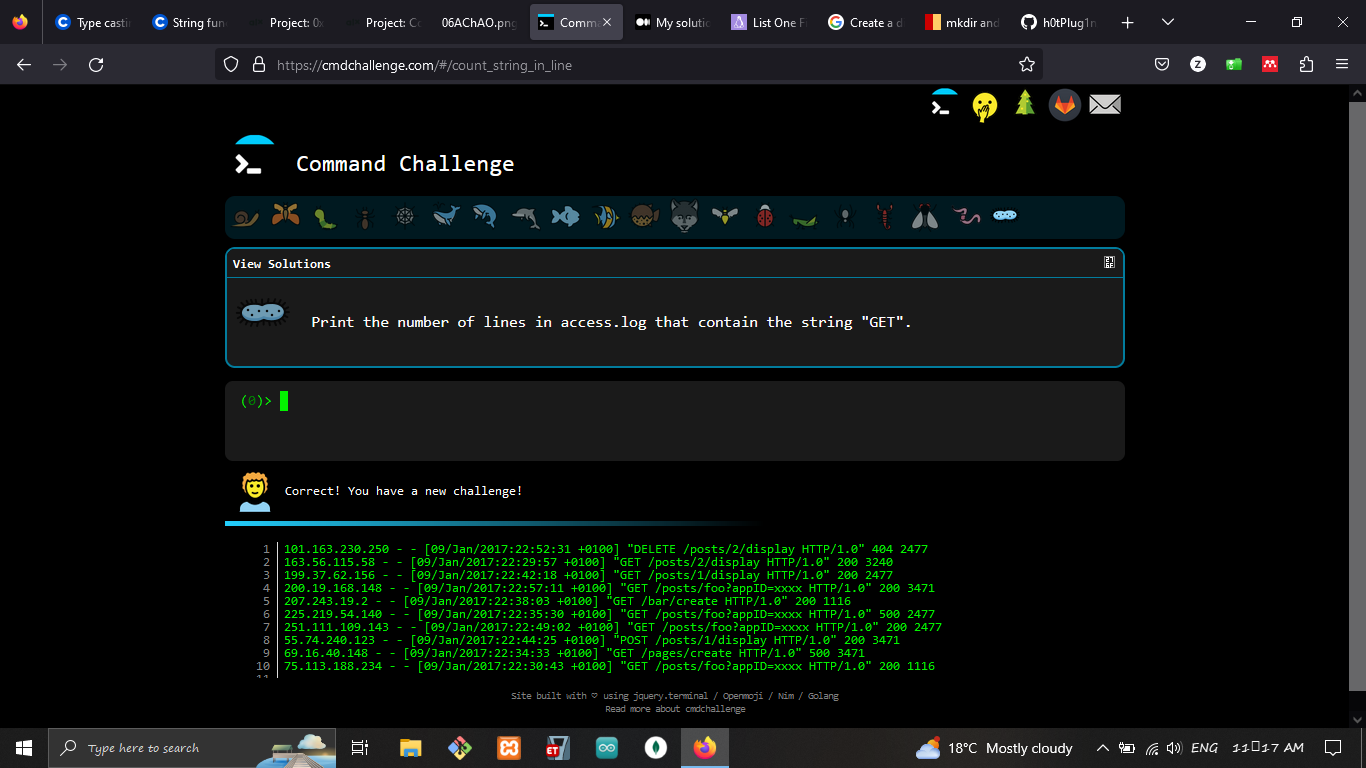 Type castin
String fun
Project: 0x
Project: Co
06AChAO.png
Comma
My solutio
List One Fi
Create a di
mkdir and
h0tPlug1n
https://cmdchallenge.com/#/count_string_in_line
Command Challenge
View Solutions
Print the number of lines in access.log that contain the string "GET".
(0)>
Correct! You have a new challenge!
1 101.163.230.250 - - [09/Jan/2017:22:52:31 +0100] "DELETE /posts/2/display HTTP/1.0" 404 2477
2 163.56.115.58 - - [09/Jan/2017:22:29:57 +0100] "GET /posts/2/display HTTP/1.0" 200 3240
3 199.37.62.156 - - [09/Jan/2017:22:42:18 +0100] "GET /posts/1/display HTTP/1.0" 200 2477
4 200.19.168.148 - - [09/Jan/2017:22:57:11 +0100] "GET /posts/foo?appID=xxxx HTTP/1.0" 200 3471
5 207.243.19.2 - - [09/Jan/2017:22:38:03 +0100] "GET /bar/create HTTP/1.0" 200 1116
6 225.219.54.140 - - [09/Jan/2017:22:35:30 +0100] "GET /posts/foo?appID=xxxx HTTP/1.0" 500 2477
7 251.111.109.143 - - [09/Jan/2017:22:49:02 +0100] "GET /posts/foo?appID=xxxx HTTP/1.0" 200 2477
8 55.74.240.123 - - [09/Jan/2017:22:44:25 +0100] "POST /posts/1/display HTTP/1.0" 200 3471
9 69.16.40.148 - - [09/Jan/2017:22:34:33 +0100] "GET /pages/create HTTP/1.0" 500 3471
10 75.113.188.234 - - [09/Jan/2017:22:30:43 +0100] "GET /posts/foo?appID=xxxx HTTP/1.0" 200 1116
Site built with ♡ using jquery.terminal / Openmoji / Nim / Golang
Read more about cmdchallenge
Type here to search
ET
18°C Mostly cloudy
ENG
11▯17 AM